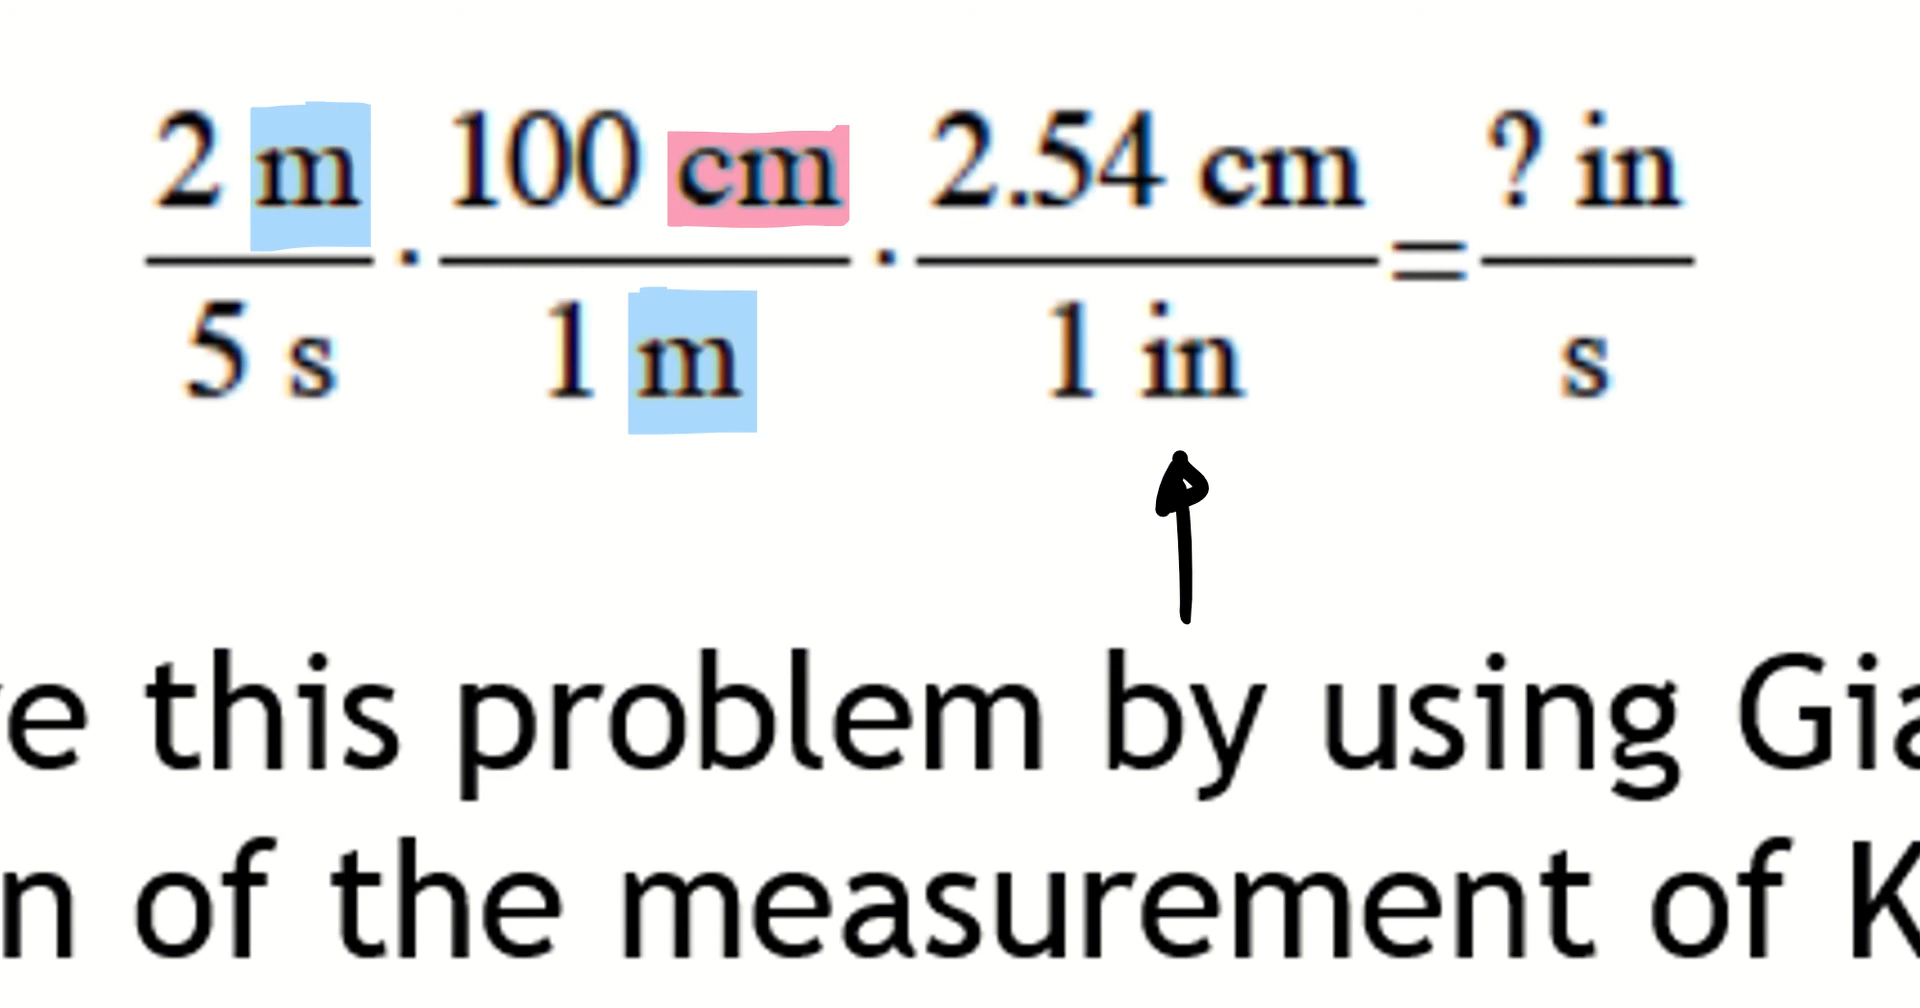 2 m / 5 s · 100 cm / 1 m · 2.54 cm / 1 in = ? in / s
this problem by using
of the measurement of